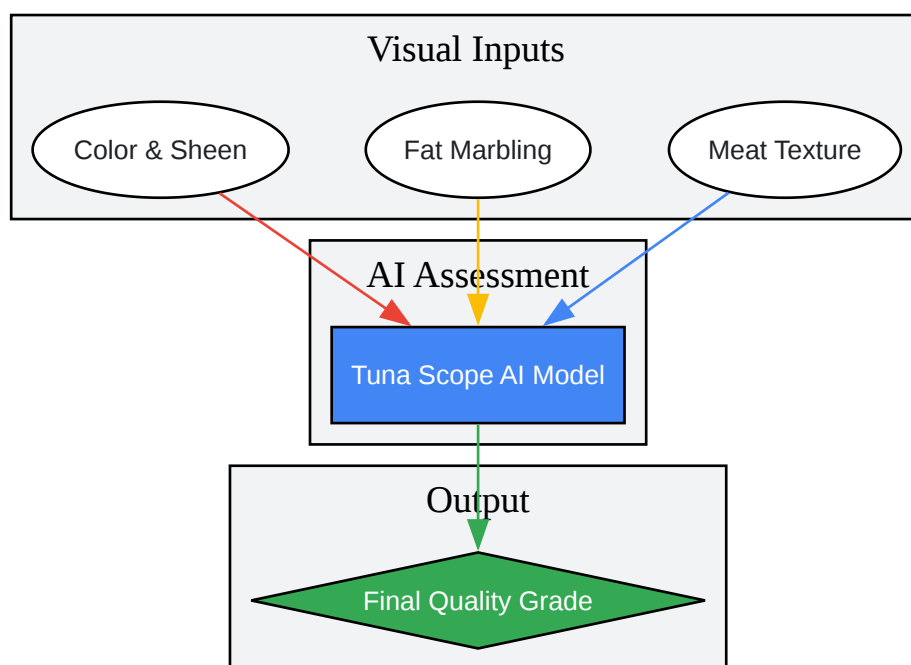 Visual Inputs
Color & Sheen
Fat Marbling
Meat Texture
AI Assessment
Tuna Scope AI Model
Output
Final Quality Grade